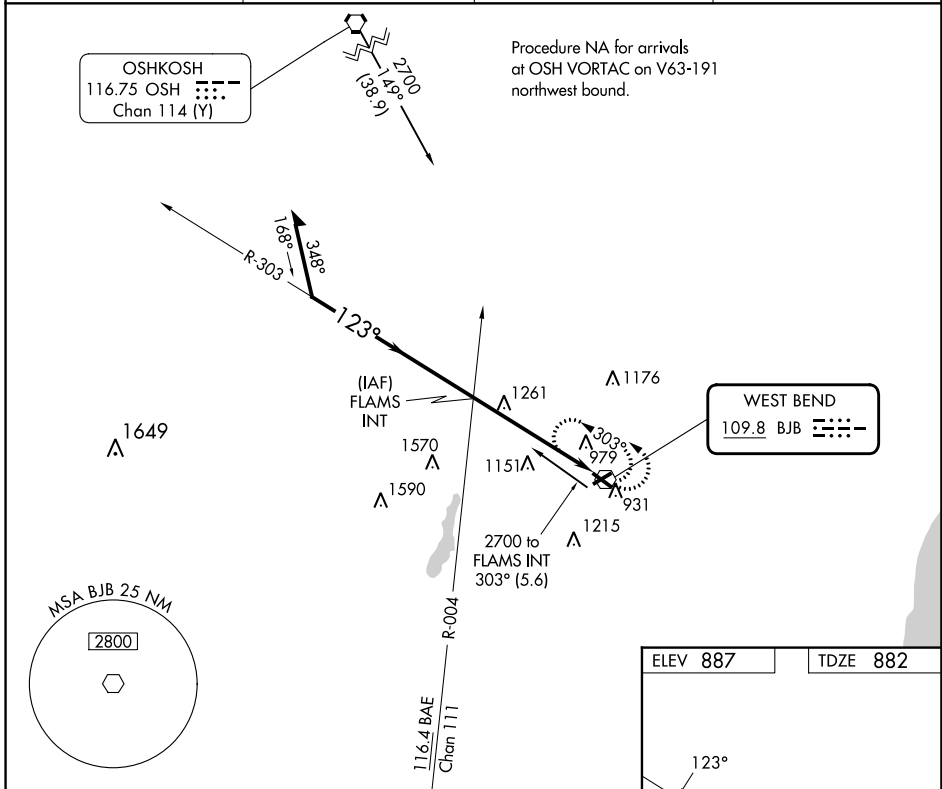 OSHKOSH
116.75 OSH
Chan 114 (Y)
2700
149°
(38.9)
Procedure NA for arrivals
at OSH VORTAC on V63-191
northwest bound.
R-303
168°
348°
123°
(IAF)
FLAMS
INT
1261
1176
WEST BEND
109.8 BJB
1649
1570
1590
1151
303°
979
931
1215
2700 to
FLAMS INT
303° (5.6)
MSA BJB 25 NM
2800
R-004
116.4 BAE
Chan 111
ELEV 887
TDZE 882
123°